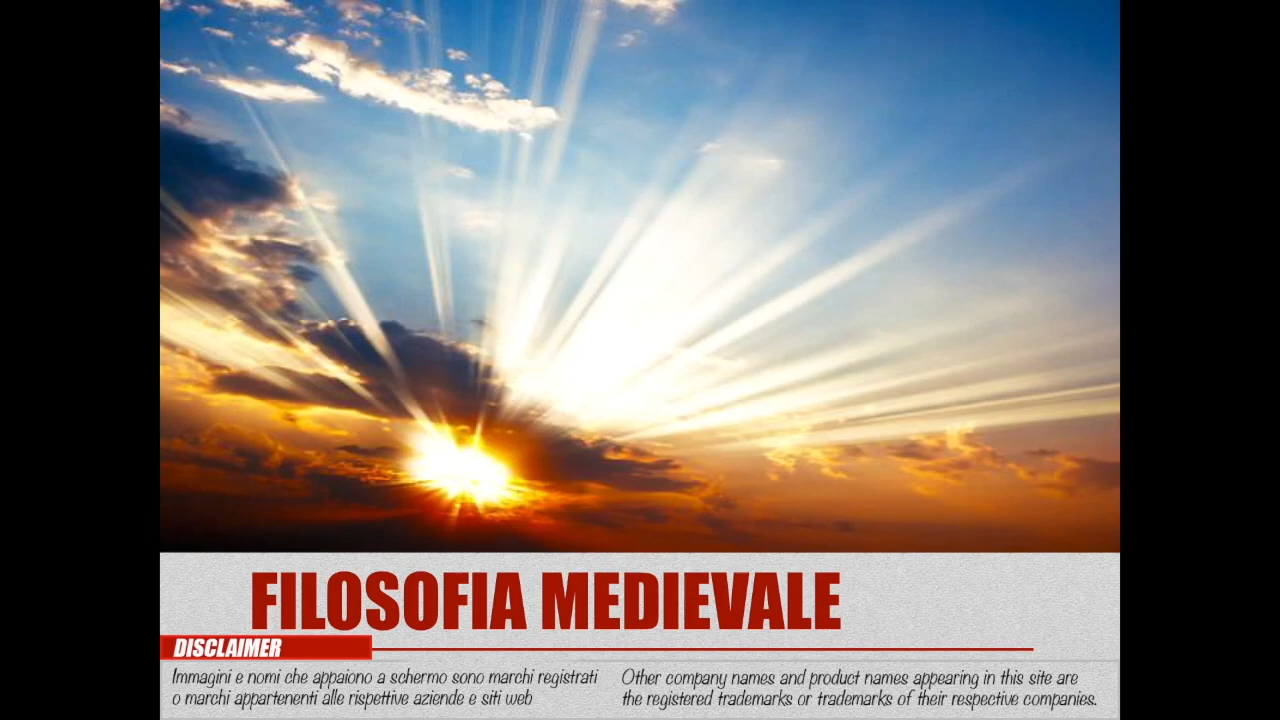 FILOSOFIA MEDIEVALE
DISCLAIMER
Immagini e nomi che appaiono a schermo sono marchi registrati
o marchi appartenenti alle rispettive aziende e siti web
Other company names and product names appearing in this site are
the registered trademarks or trademarks of their respective companies.